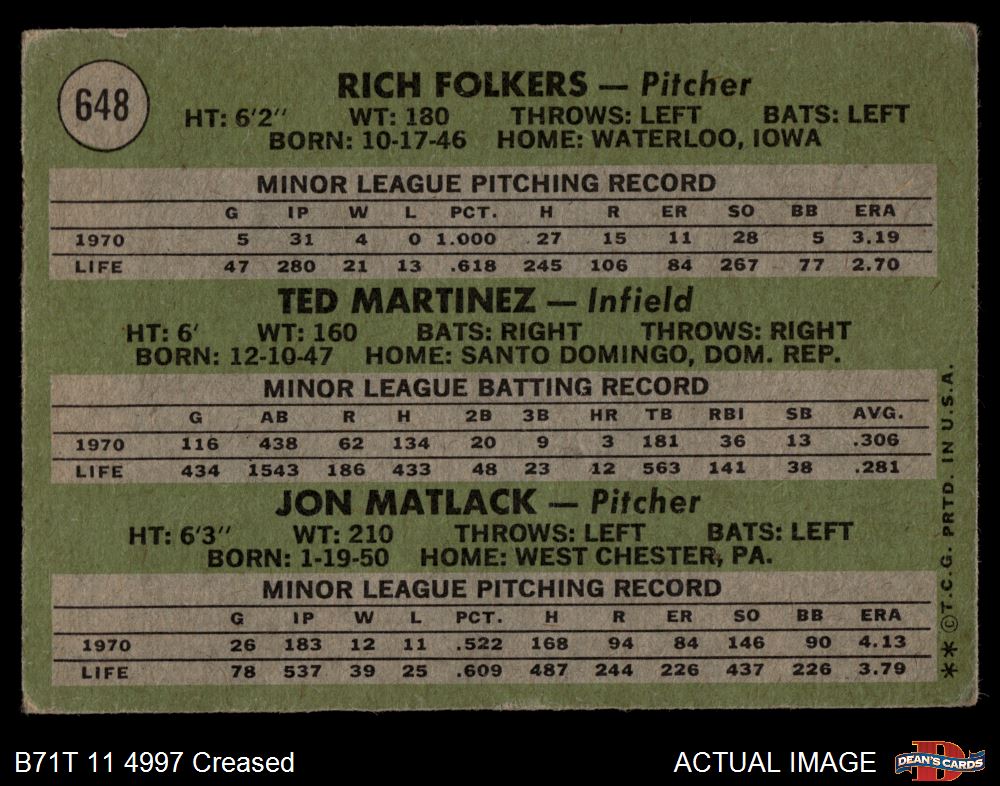 648
RICH FOLKERS — Pitcher
HT: 6'2" WT: 180 THROWS: LEFT BATS: LEFT
BORN: 10-17-46 HOME: WATERLOO, IOWA
MINOR LEAGUE PITCHING RECORD
G IP W L PCT. H R ER SO BB ERA
1970 5 31 4 0 1.000 27 15 11 28 5 3.19
LIFE 47 280 21 13 .618 245 106 84 267 77 2.70
TED MARTINEZ — Infield
HT: 6' WT: 160 BATS: RIGHT THROWS: RIGHT
BORN: 12-10-47 HOME: SANTO DOMINGO, DOM. REP.
MINOR LEAGUE BATTING RECORD
G AB R H 2B 3B HR TB RBI SB AVG.
1970 116 438 62 134 20 9 3 181 36 13 .306
LIFE 434 1543 186 433 48 23 12 563 141 38 .281
JON MATLACK — Pitcher
HT: 6'3" WT: 210 THROWS: LEFT BATS: LEFT
BORN: 1-19-50 HOME: WEST CHESTER, PA.
MINOR LEAGUE PITCHING RECORD
G IP W L PCT. H R ER SO BB ERA
1970 26 183 12 11 .522 168 94 84 146 90 4.13
LIFE 78 537 39 25 .609 487 244 226 437 226 3.79
** ©T.C.G. PRTD. IN U.S.A.
B71T 11 4997 Creased
ACTUAL IMAGE
D
DEAN'S CARDS